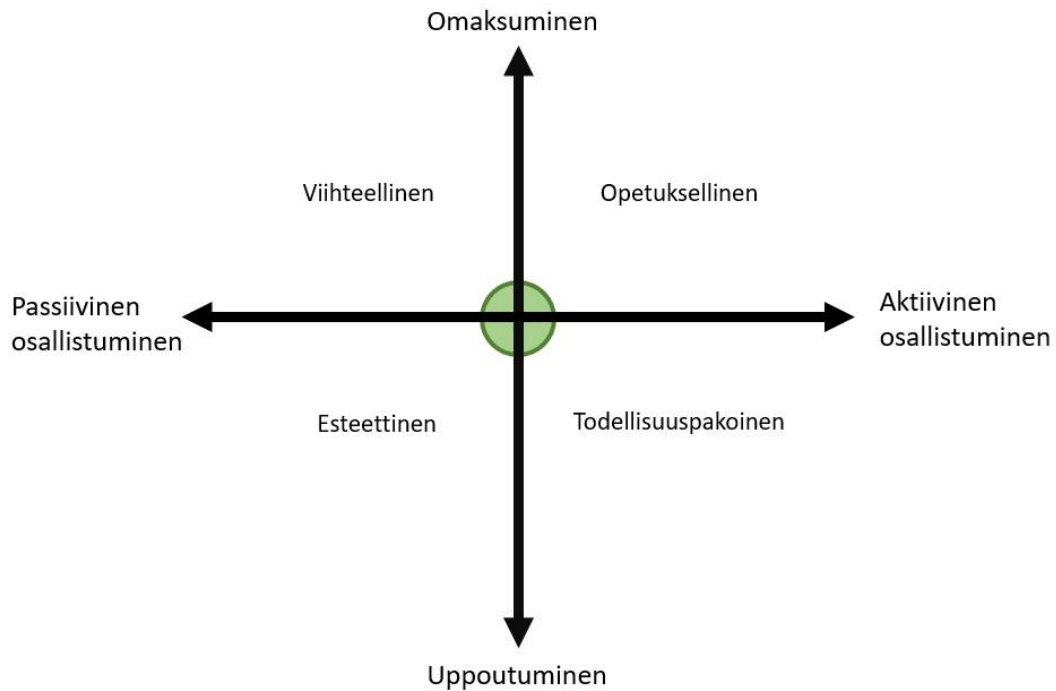 Omaksuminen
Viihteellinen
Opetuksellinen
Passiivinen
osallistuminen
Aktiivinen
osallistuminen
Esteettinen
Todellisuuspakoinen
Uppoutuminen